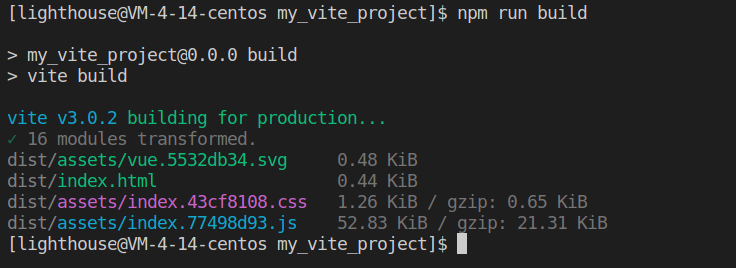 [lighthouse@VM-4-14-centos my_vite_project]$ npm run build
> my_vite_project@0.0.0 build
> vite build
vite v3.0.2 building for production...
✓ 16 modules transformed.
dist/assets/vue.5532db34.svg     0.48 KiB
dist/index.html                  0.44 KiB
dist/assets/index.43cf8108.css   1.26 KiB / gzip: 0.65 KiB
dist/assets/index.77498d93.js    52.83 KiB / gzip: 21.31 KiB
[lighthouse@VM-4-14-centos my_vite_project]$